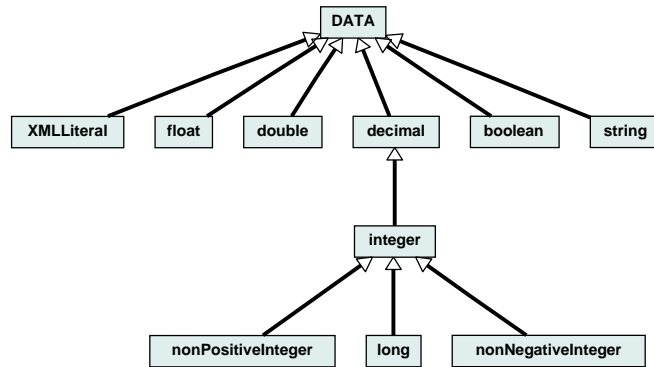 DATA
XMLLiteral
float
double
decimal
boolean
string
integer
nonPositiveInteger
long
nonNegativeInteger